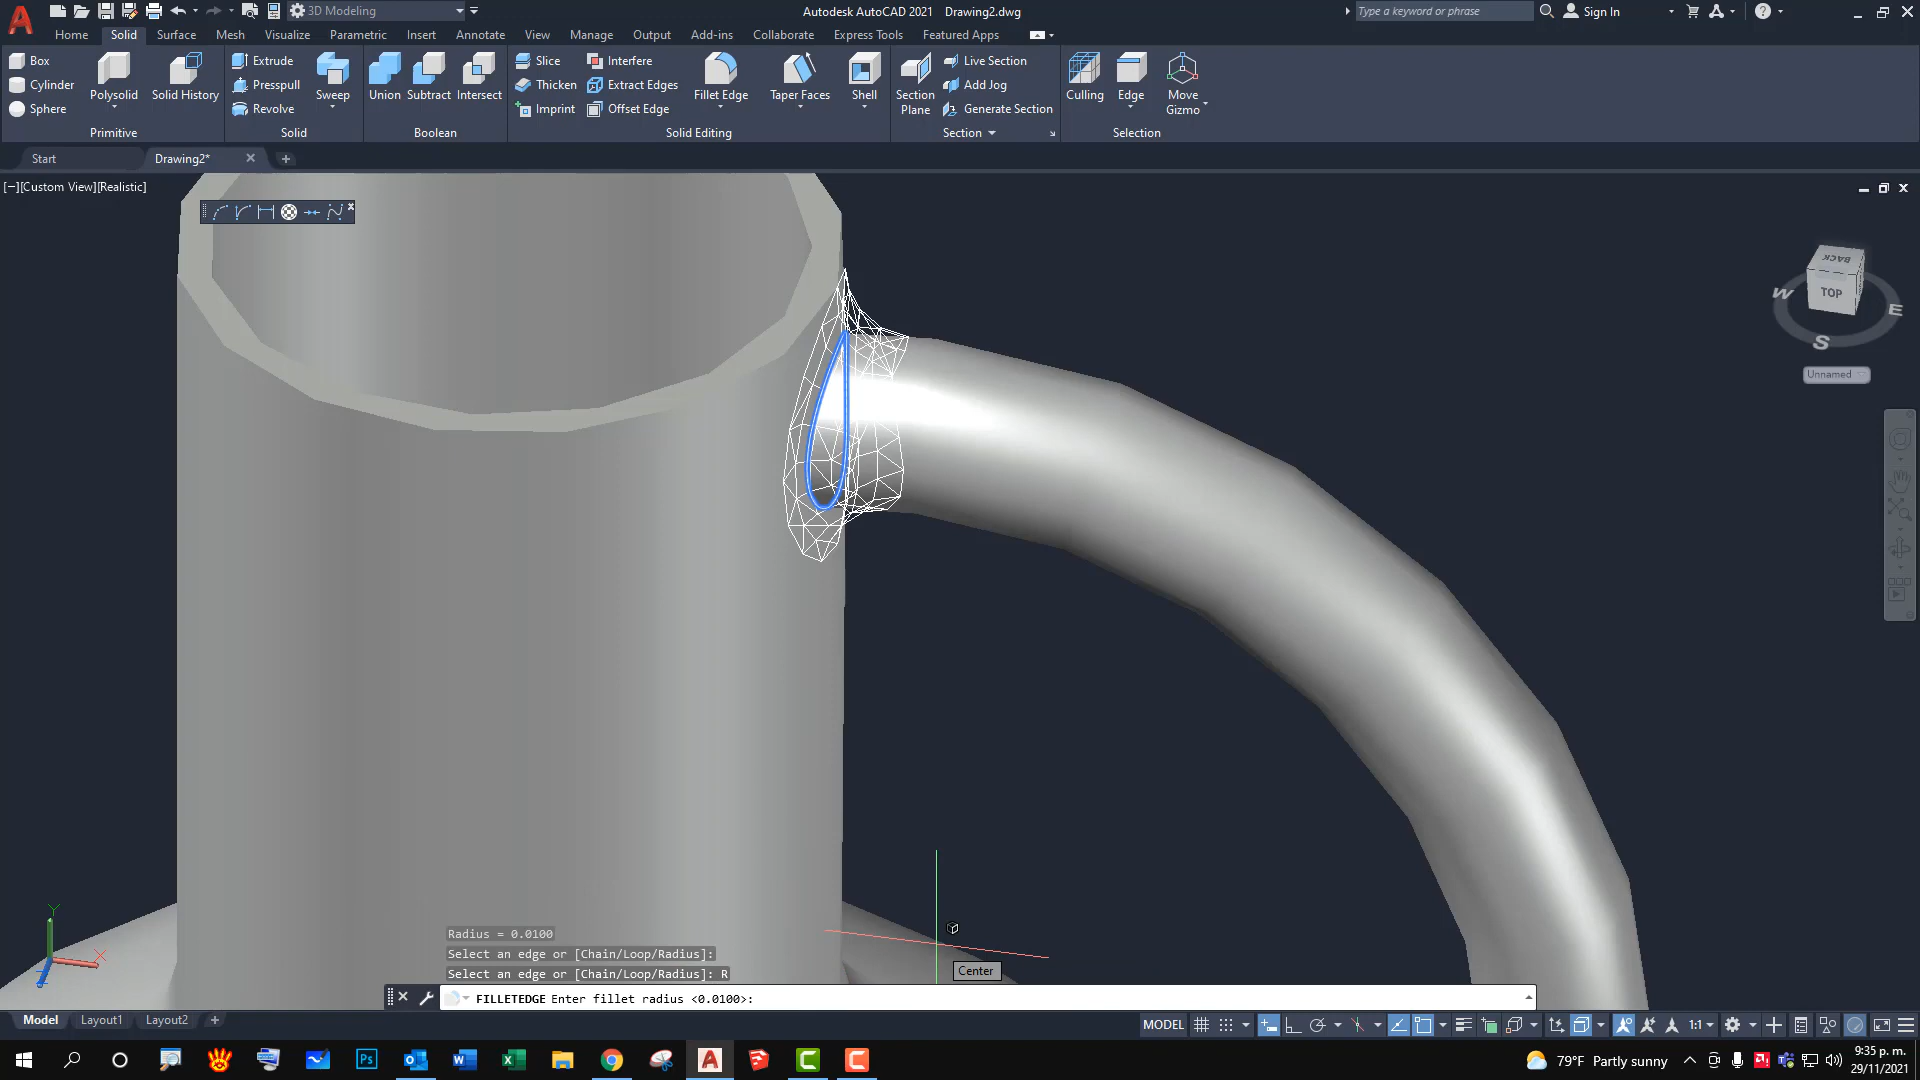 3D Modeling
Autodesk AutoCAD 2021 Drawing2.dwg
Type a keyword or phrase
Sign In
Home Solid Surface Mesh Visualize Parametric Insert Annotate View Manage Output Add-ins Collaborate Express Tools Featured Apps
Box
Cylinder
Sphere
Polysolid
Solid History
Primitive
Extrude
Presspull
Revolve
Sweep
Solid
Union
Subtract
Intersect
Boolean
Slice
Thicken
Imprint
Interfere
Extract Edges
Offset Edge
Fillet Edge
Taper Faces
Shell
Solid Editing
Section
Plane
Live Section
Add Jog
Generate Section
Section
Culling
Edge
Move
Gizmo
Selection
Start
Drawing2*
[−][Custom View][Realistic]
BACK
TOP
W
E
S
Unnamed
Y
X
Z
Radius = 0.0100
Select an edge or [Chain/Loop/Radius]:
Select an edge or [Chain/Loop/Radius]: R
Center
FILLETEDGE Enter fillet radius <0.0100>:
Model Layout1 Layout2
MODEL
1:1
79°F Partly sunny
9:35 p. m.
29/11/2021